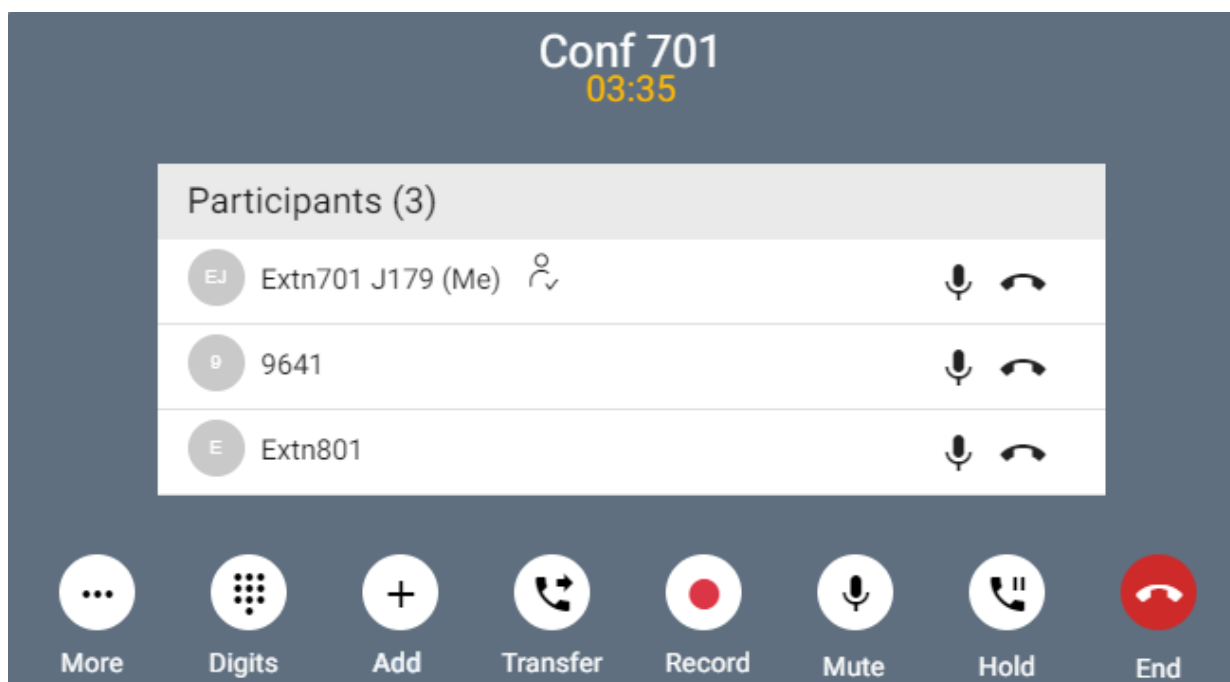 Conf 701
03:35
Participants (3)
EJ Extn701 J179 (Me)
9 9641
E Extn801
More Digits Add Transfer Record Mute Hold End